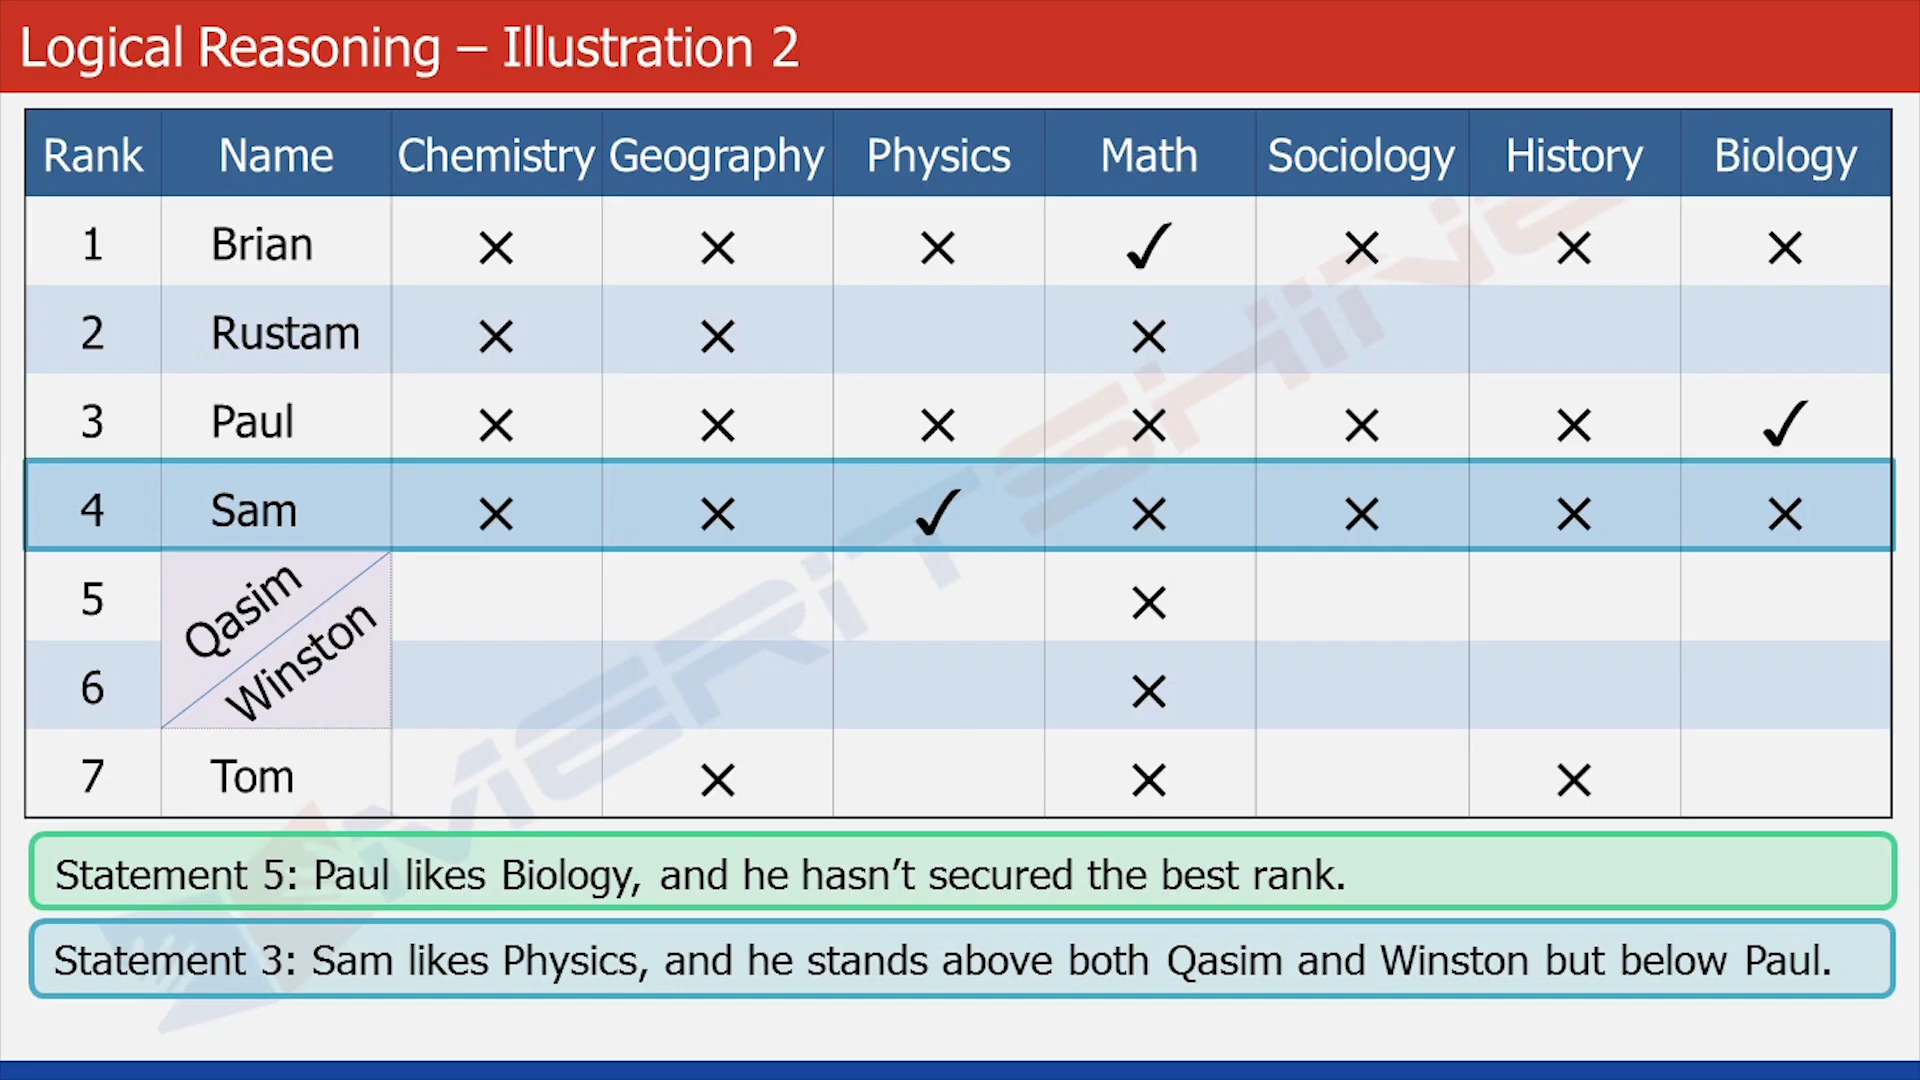 Logical Reasoning – Illustration 2
Rank Name Chemistry Geography Physics Math Sociology History Biology
1 Brian ✕ ✕ ✕ ✓ ✕ ✕ ✕
2 Rustam ✕ ✕ ✕
3 Paul ✕ ✕ ✕ ✕ ✕ ✕ ✓
4 Sam ✕ ✕ ✓ ✕ ✕ ✕ ✕
5 Qasim ✕
6 Winston ✕
7 Tom ✕ ✕ ✕
MERiTSHiNE
Statement 5: Paul likes Biology, and he hasn’t secured the best rank.
Statement 3: Sam likes Physics, and he stands above both Qasim and Winston but below Paul.